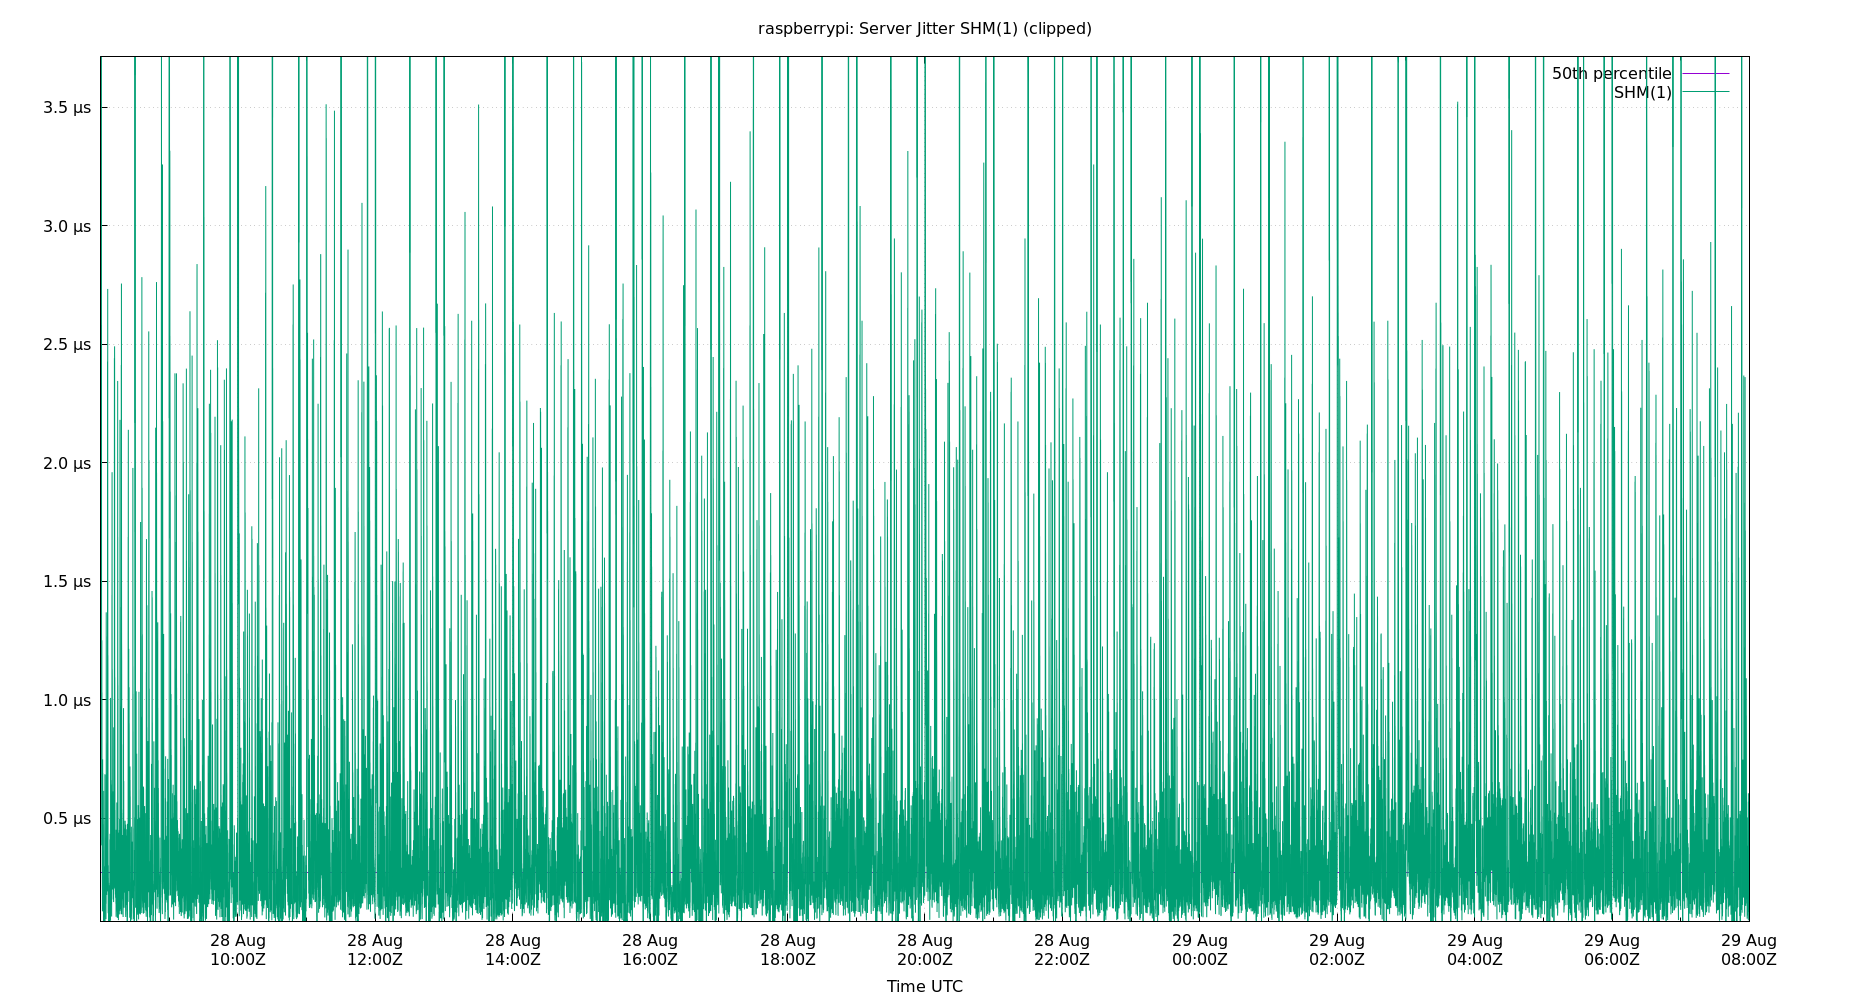 raspberrypi: Server Jitter SHM(1) (clipped)
50th percentile
SHM(1)
3.5 µs
3.0 µs
2.5 µs
2.0 µs
1.5 µs
1.0 µs
0.5 µs
28 Aug 28 Aug 28 Aug 28 Aug 28 Aug 28 Aug 28 Aug 29 Aug 29 Aug 29 Aug 29 Aug 29 Aug
10:00Z 12:00Z 14:00Z 16:00Z 18:00Z 20:00Z 22:00Z 00:00Z 02:00Z 04:00Z 06:00Z 08:00Z
Time UTC